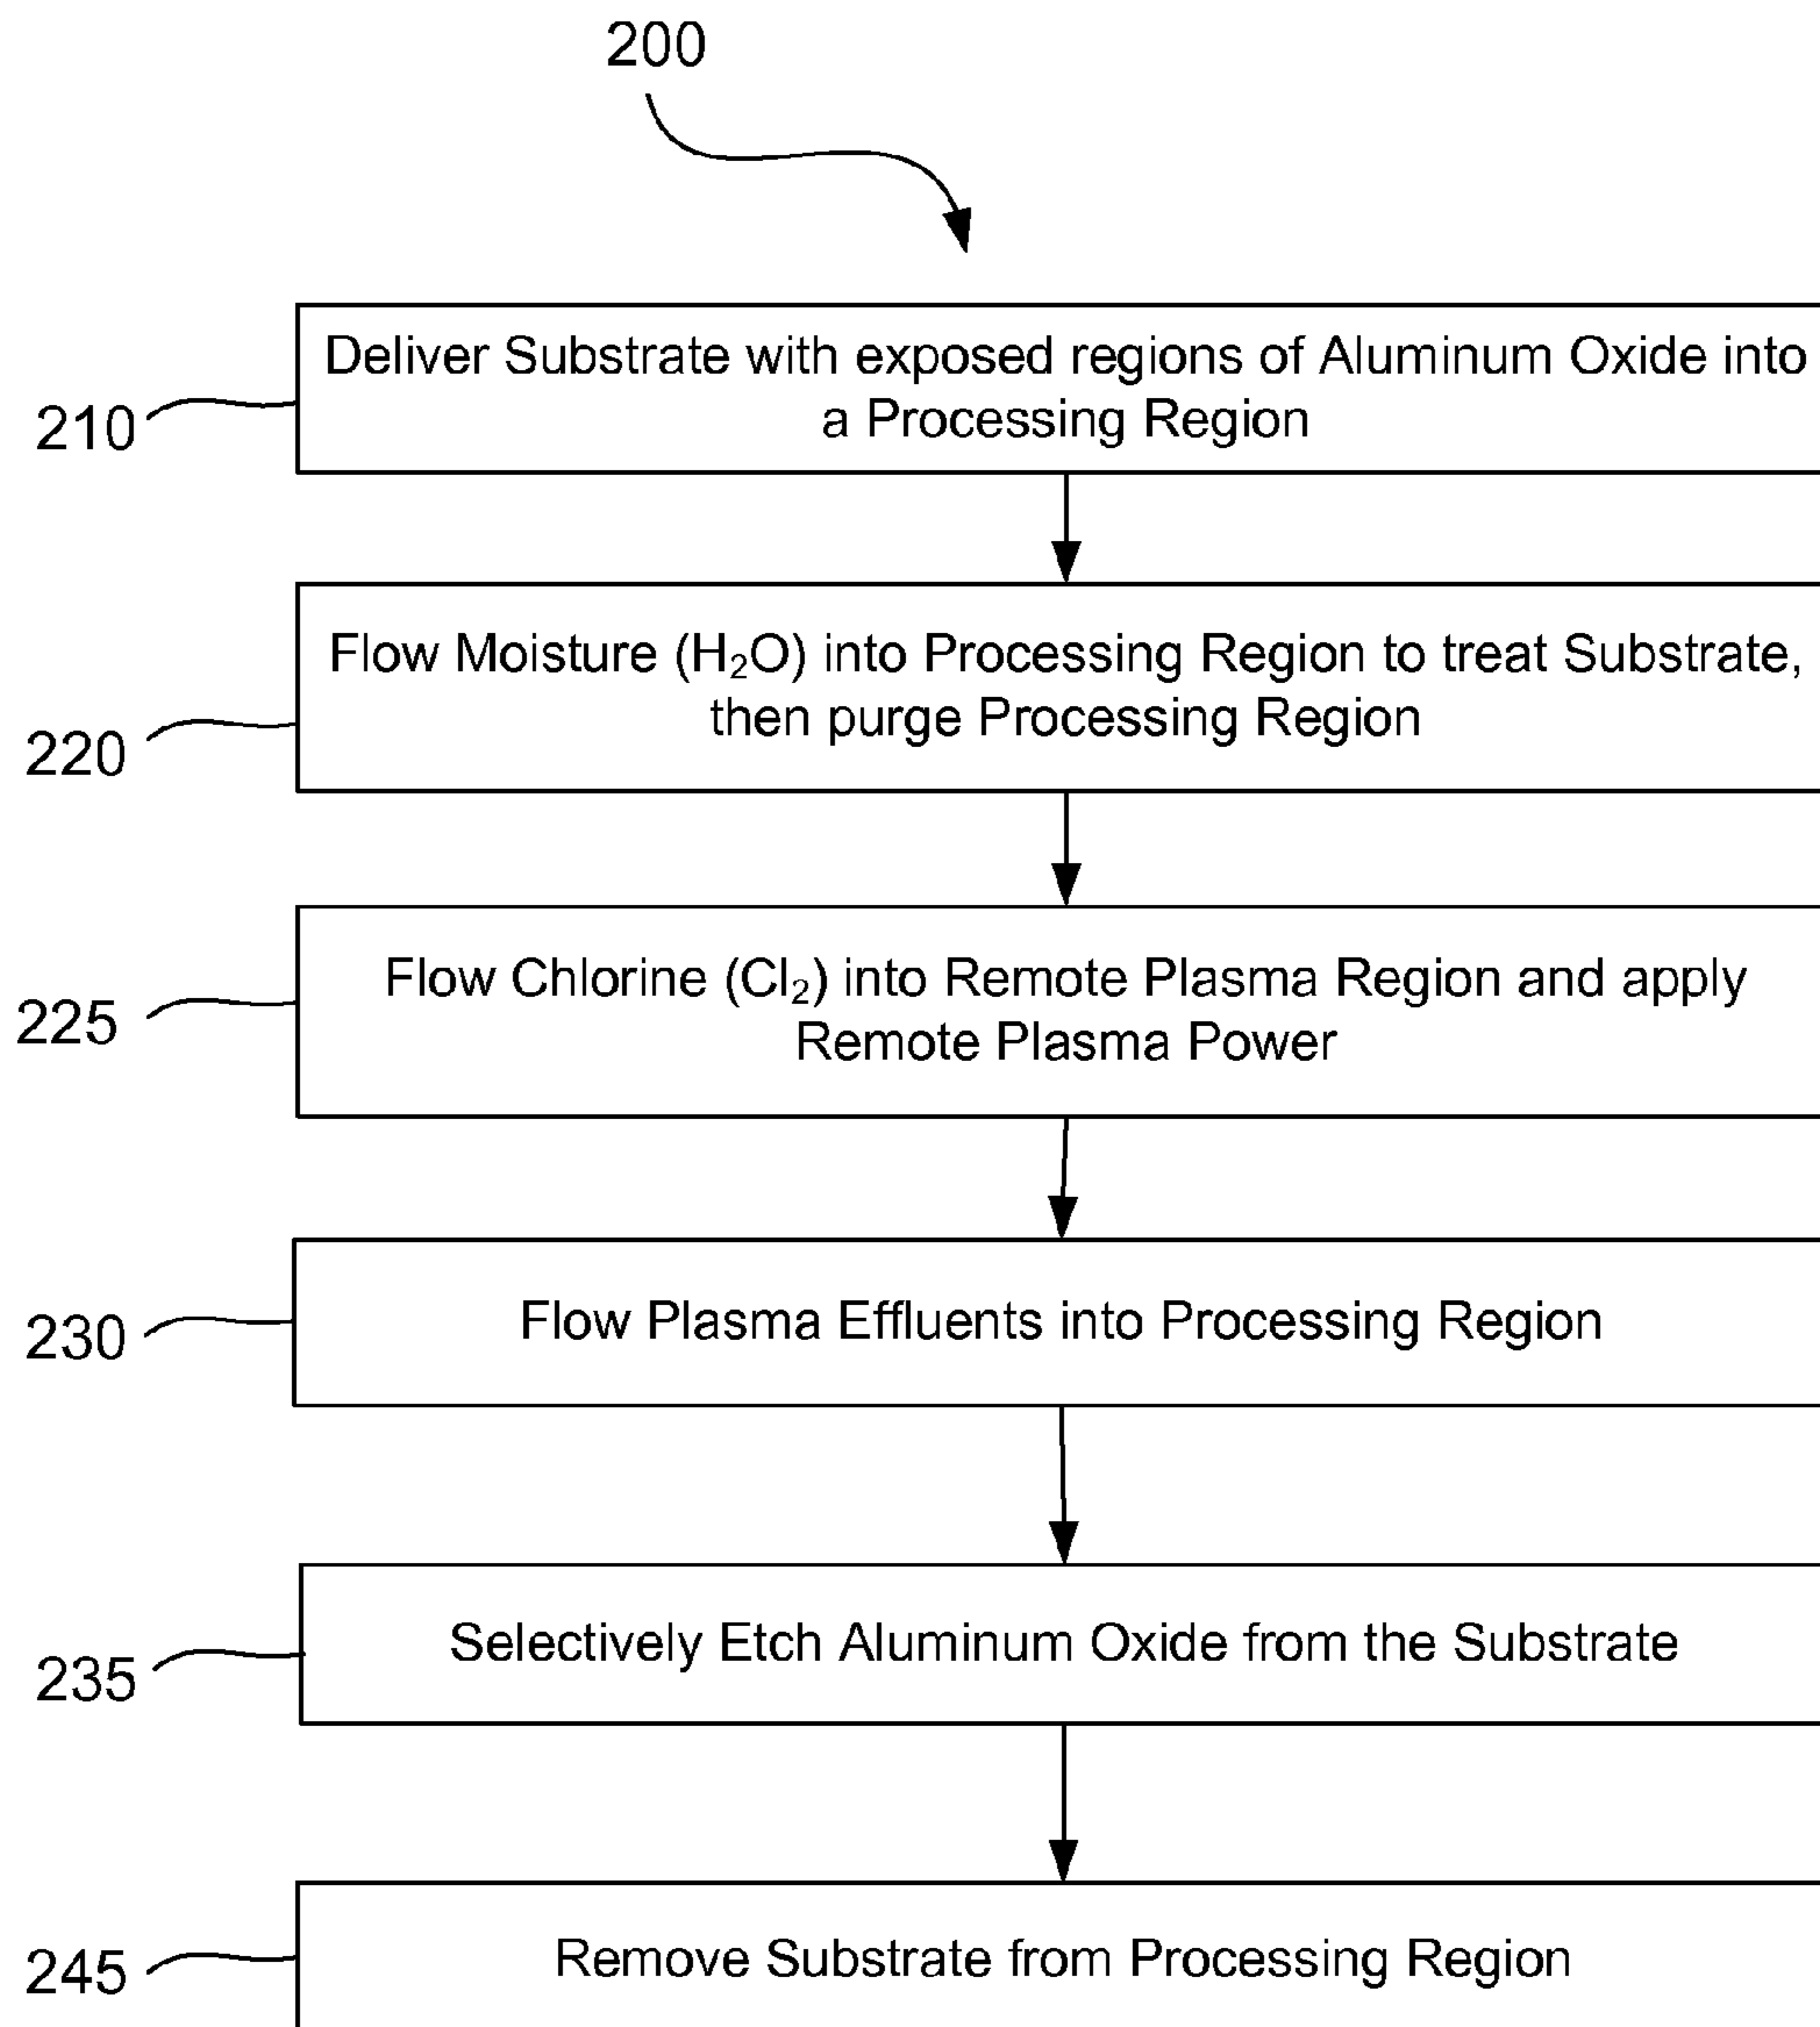 200
Deliver Substrate with exposed regions of Aluminum Oxide into
a Processing Region
210
Flow Moisture (H₂O) into Processing Region to treat Substrate,
then purge Processing Region
220
Flow Chlorine (Cl₂) into Remote Plasma Region and apply
Remote Plasma Power
225
Flow Plasma Effluents into Processing Region
230
Selectively Etch Aluminum Oxide from the Substrate
235
Remove Substrate from Processing Region
245